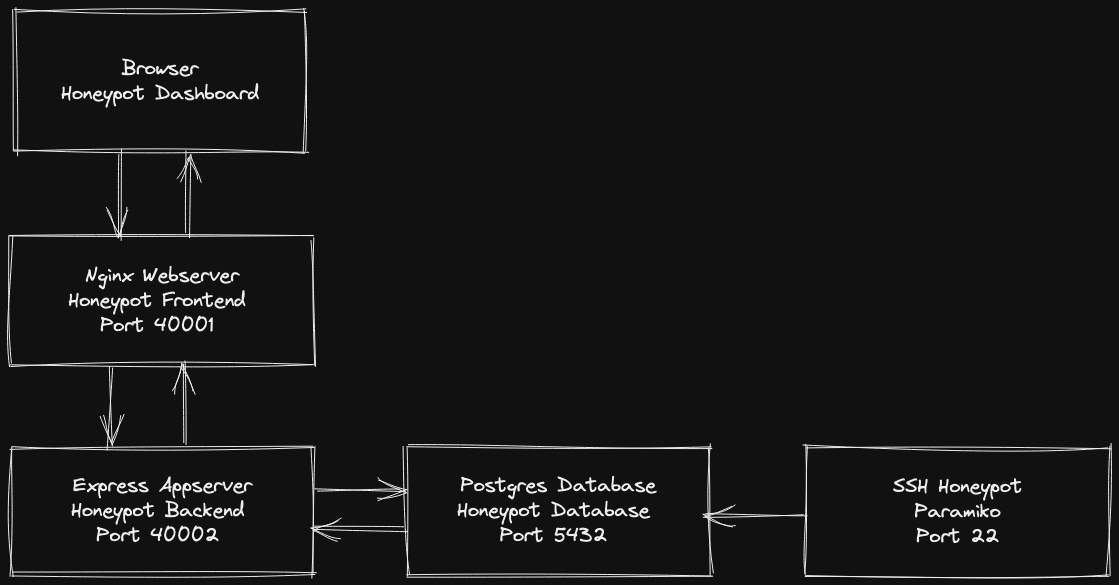 Browser
Honeypot Dashboard
Nginx Webserver
Honeypot Frontend
Port 40001
Express Appserver
Honeypot Backend
Port 40002
Postgres Database
Honeypot Database
Port 5432
SSH Honeypot
Paramiko
Port 22